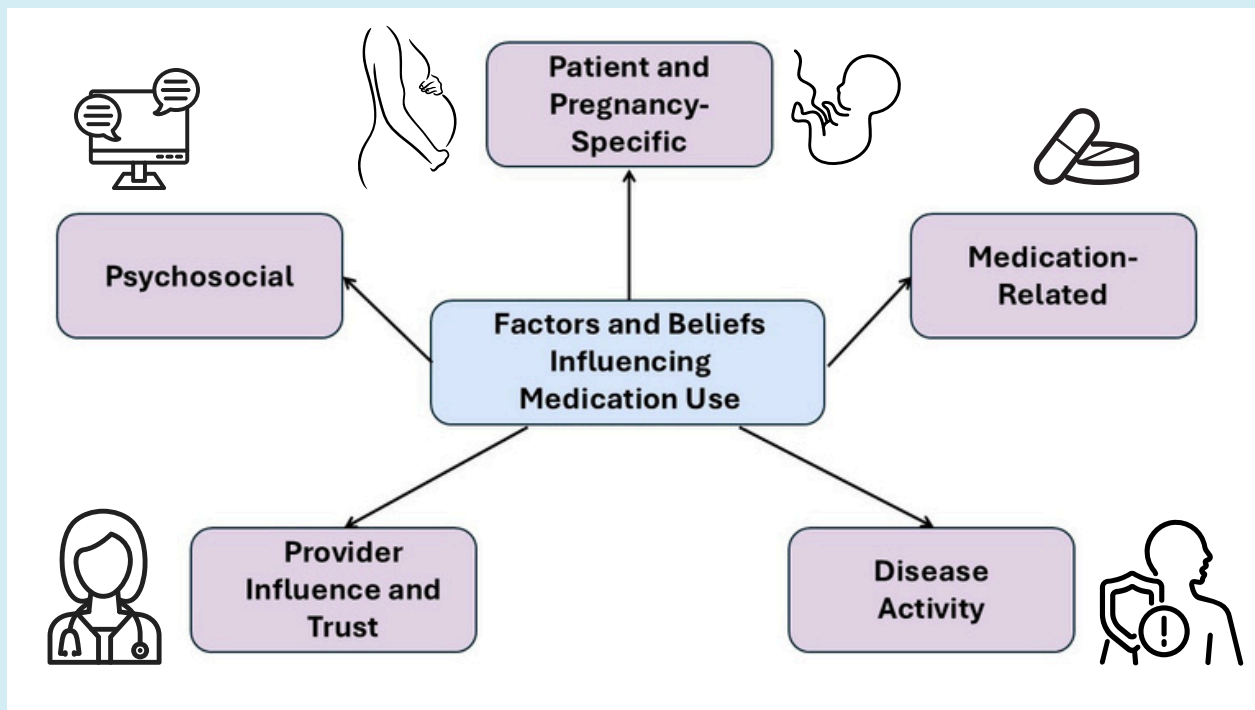 Patient and
Pregnancy-
Specific
Psychosocial
Medication-
Related
Factors and Beliefs
Influencing
Medication Use
Provider
Influence and
Trust
Disease
Activity